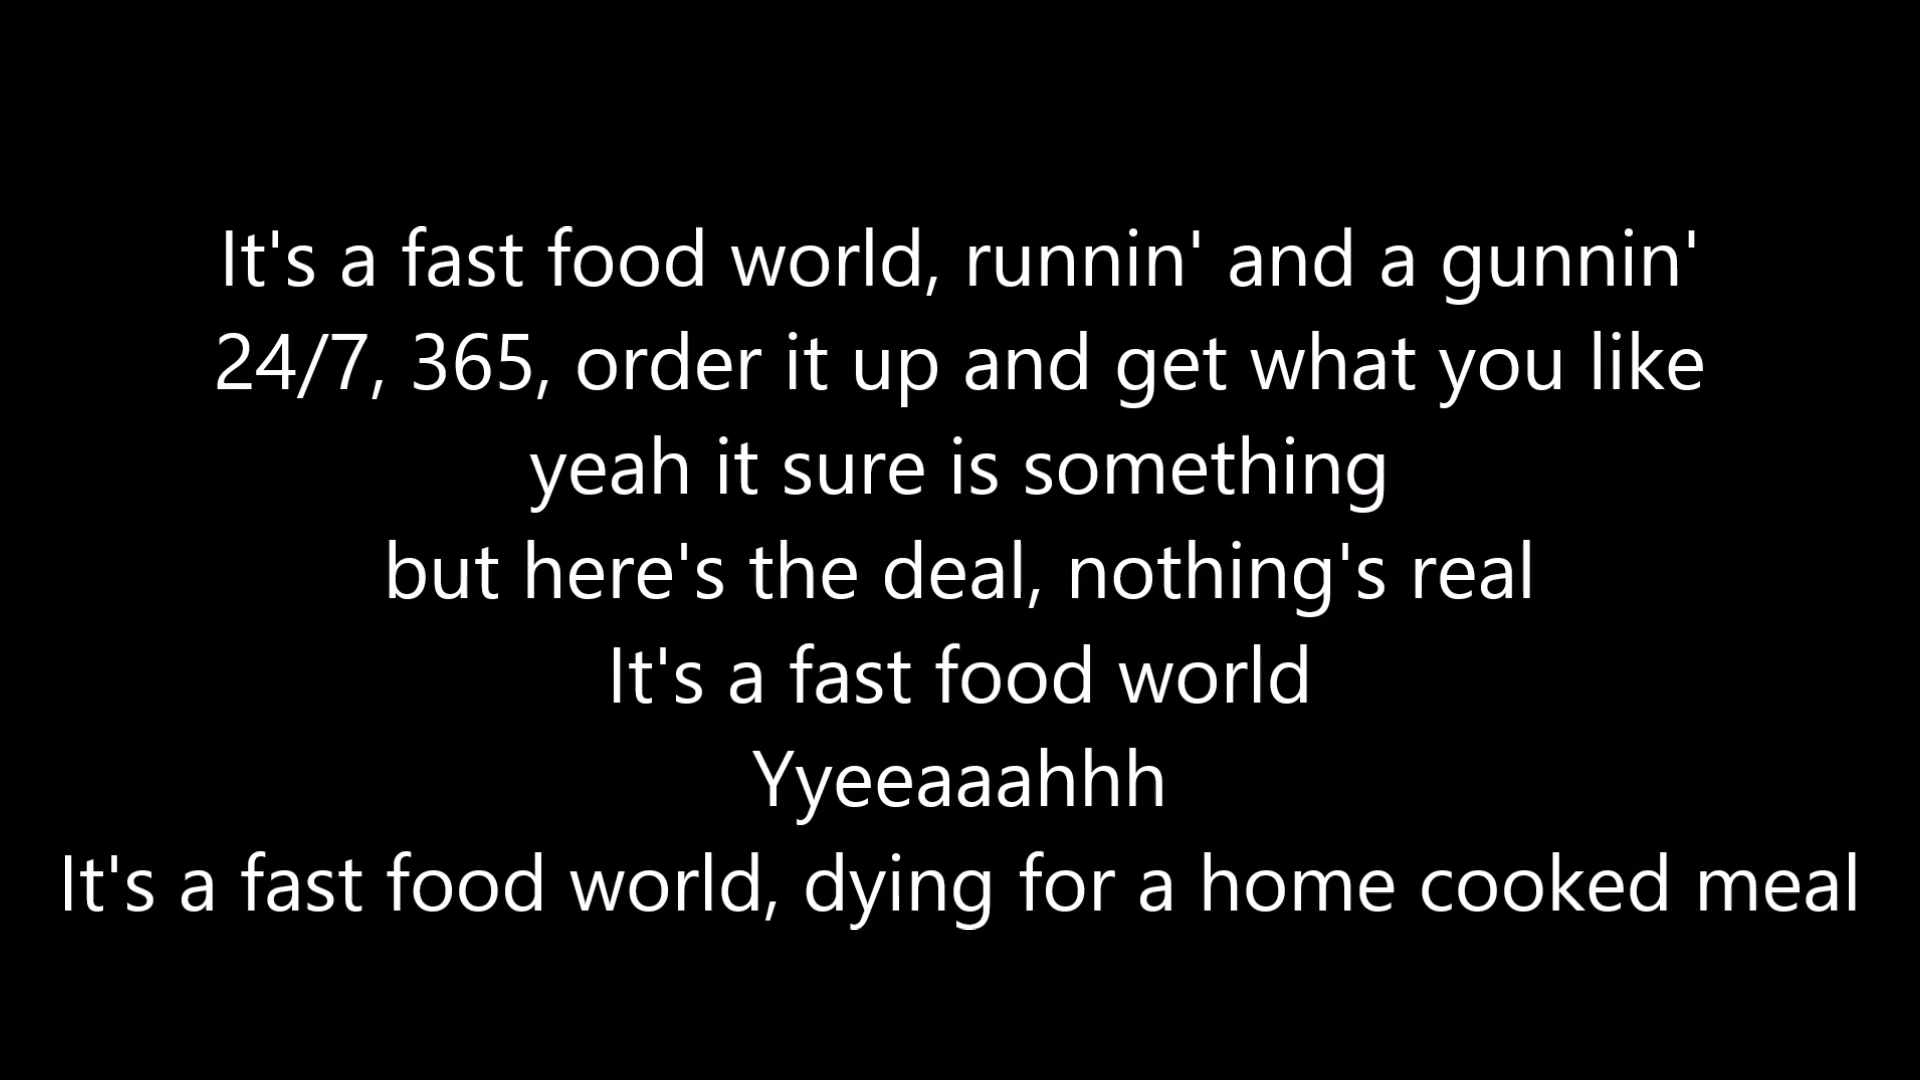 It's a fast food world, runnin' and a gunnin'
24/7, 365, order it up and get what you like
yeah it sure is something
but here's the deal, nothing's real
It's a fast food world
Yyeeaaahhh
It's a fast food world, dying for a home cooked meal